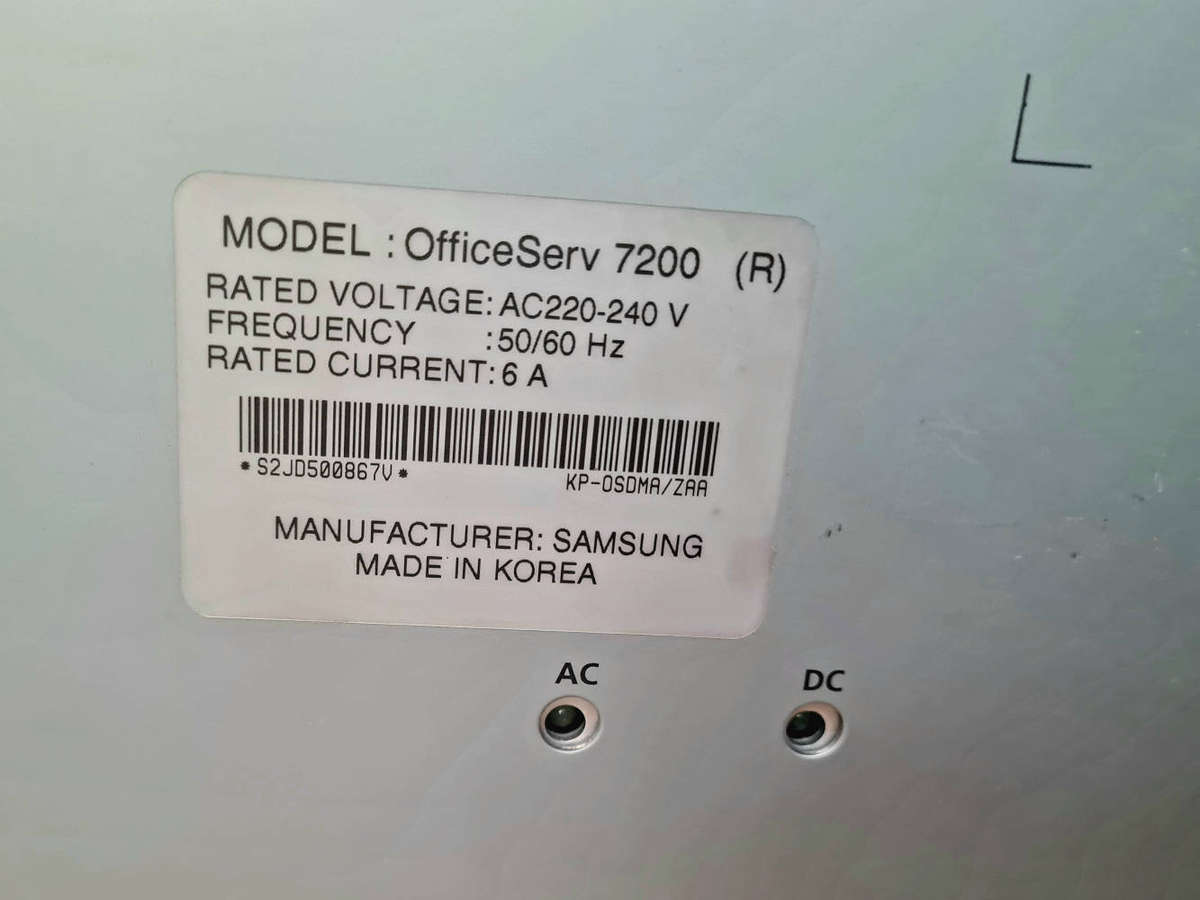 MODEL : OfficeServ 7200 (R)
RATED VOLTAGE: AC220-240 V
FREQUENCY :50/60 Hz
RATED CURRENT: 6 A
*S2JD500867V*
KP-OSDMA/ZAA
MANUFACTURER: SAMSUNG
MADE IN KOREA
AC DC